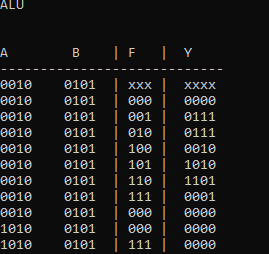 ALU
A B | F | Y
----------------------------
0010 0101 | xxx | xxxx
0010 0101 | 000 | 0000
0010 0101 | 001 | 0111
0010 0101 | 010 | 0111
0010 0101 | 100 | 0010
0010 0101 | 101 | 1010
0010 0101 | 110 | 1101
0010 0101 | 111 | 0001
0010 0101 | 000 | 0000
1010 0101 | 000 | 0000
1010 0101 | 111 | 0000